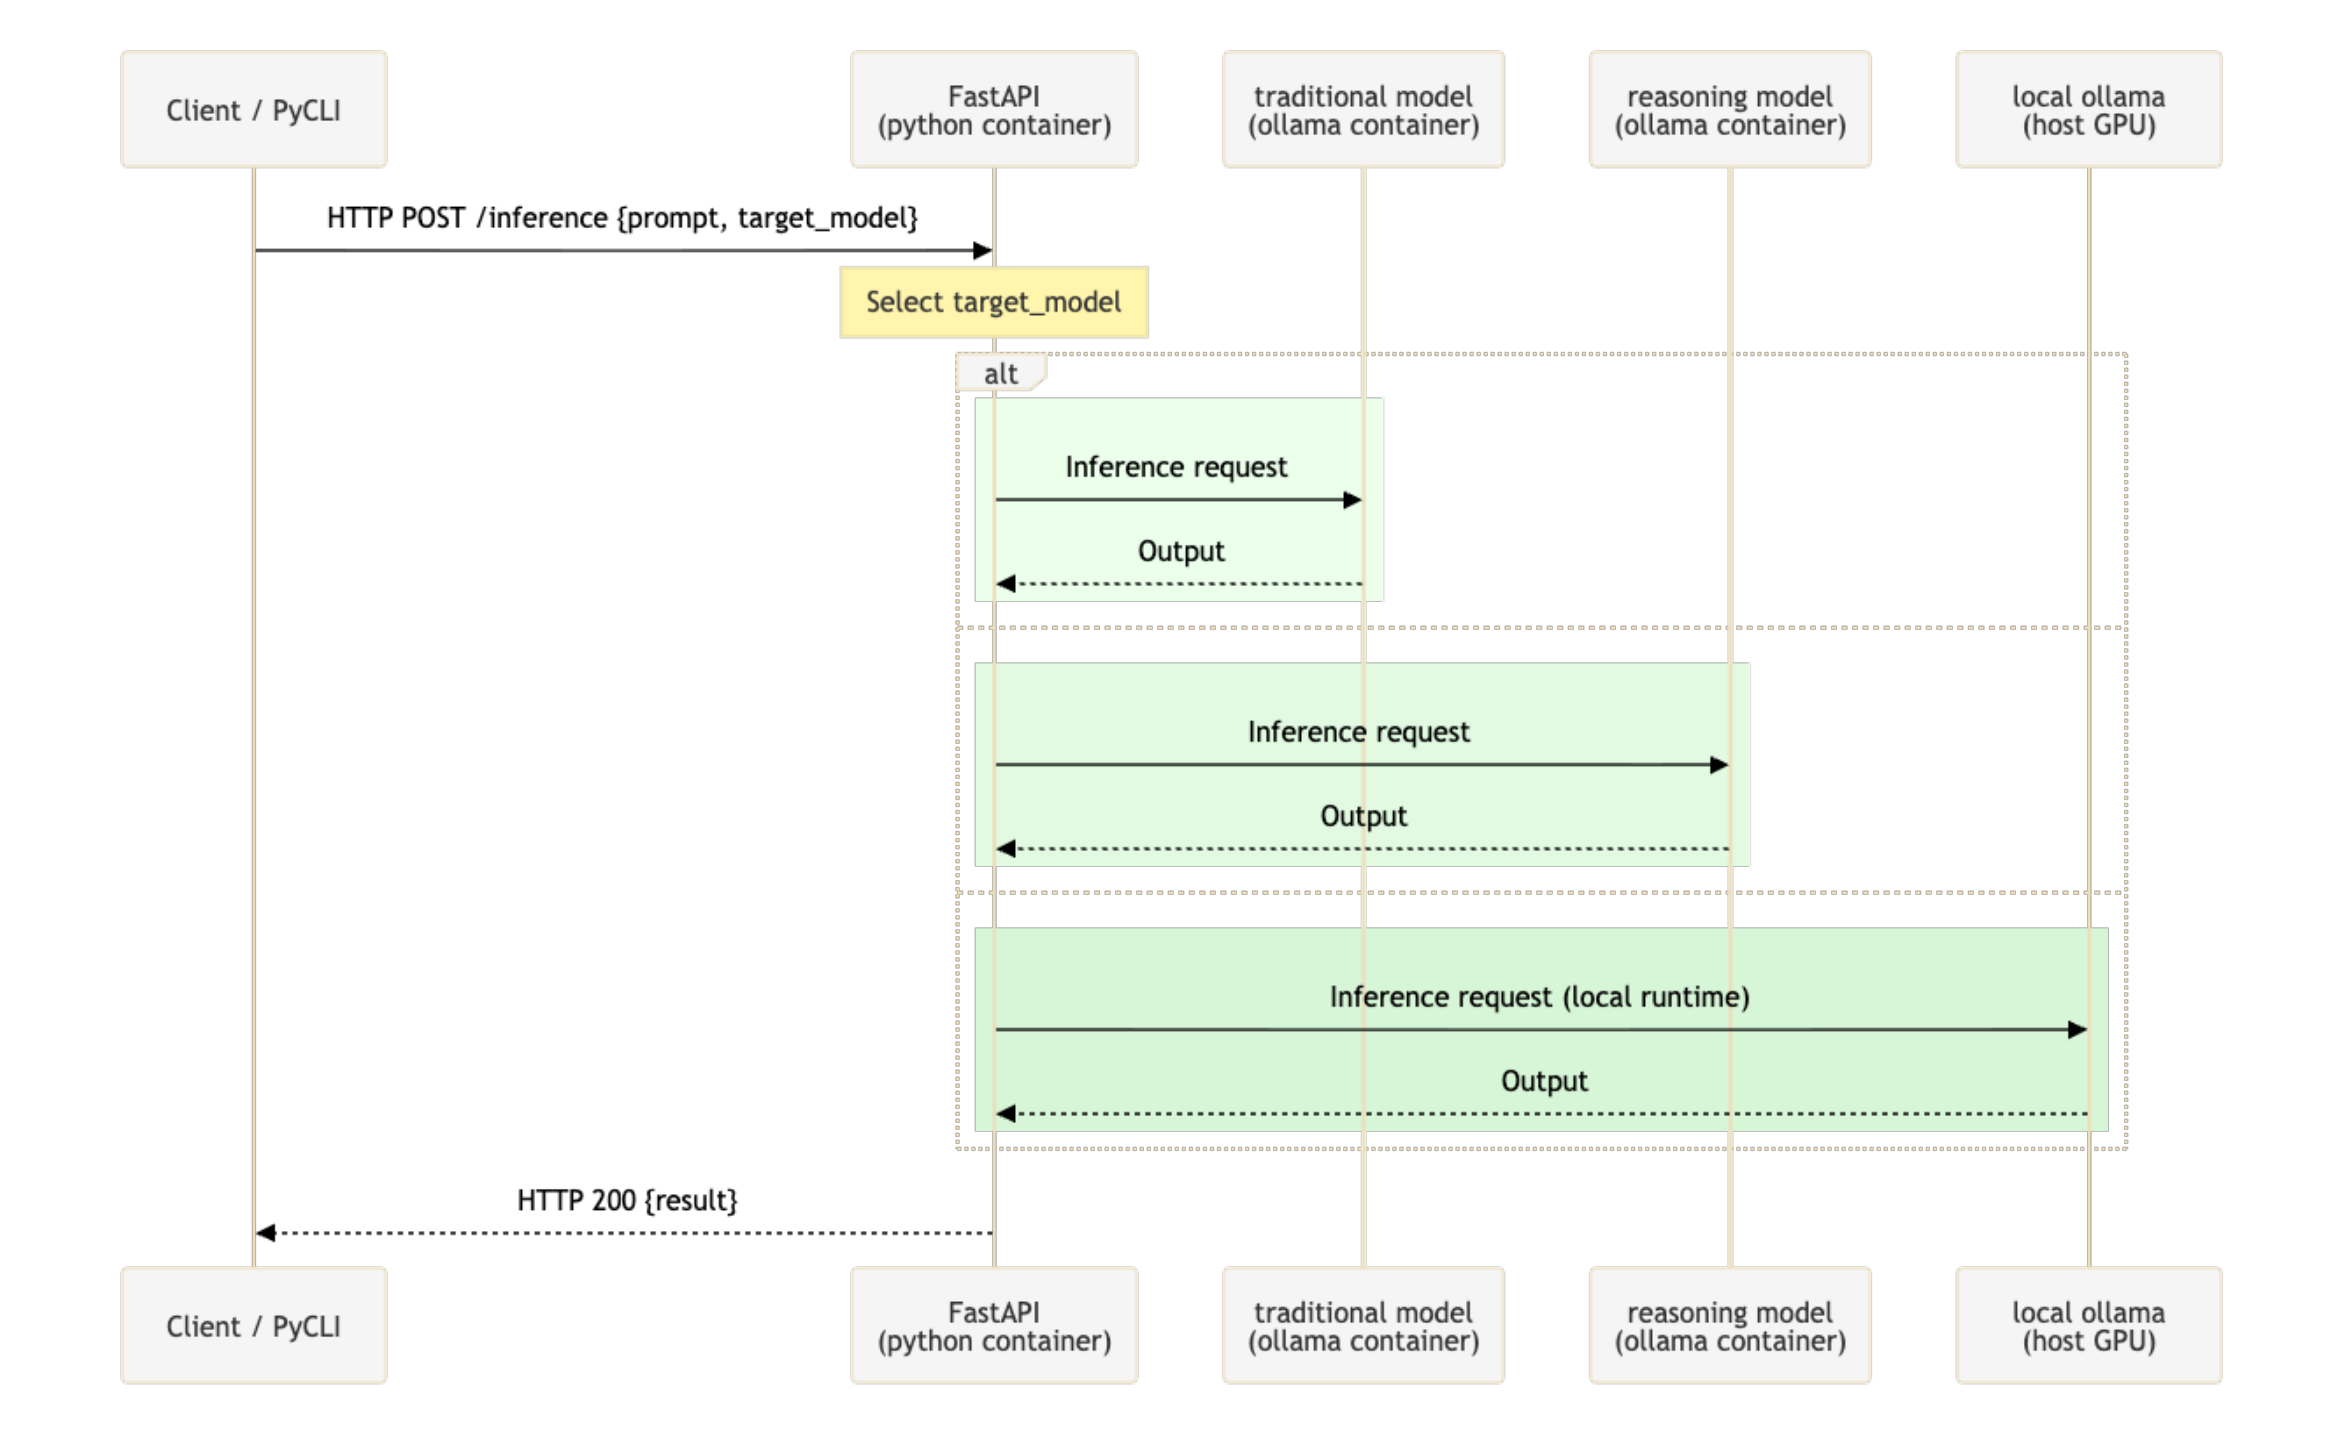 Client / PyCLI
FastAPI
(python container)
traditional model
(ollama container)
reasoning model
(ollama container)
local ollama
(host GPU)
HTTP POST /inference {prompt, target_model}
Select target_model
alt
Inference request
Output
Inference request
Output
Inference request (local runtime)
Output
HTTP 200 {result}
Client / PyCLI
FastAPI
(python container)
traditional model
(ollama container)
reasoning model
(ollama container)
local ollama
(host GPU)